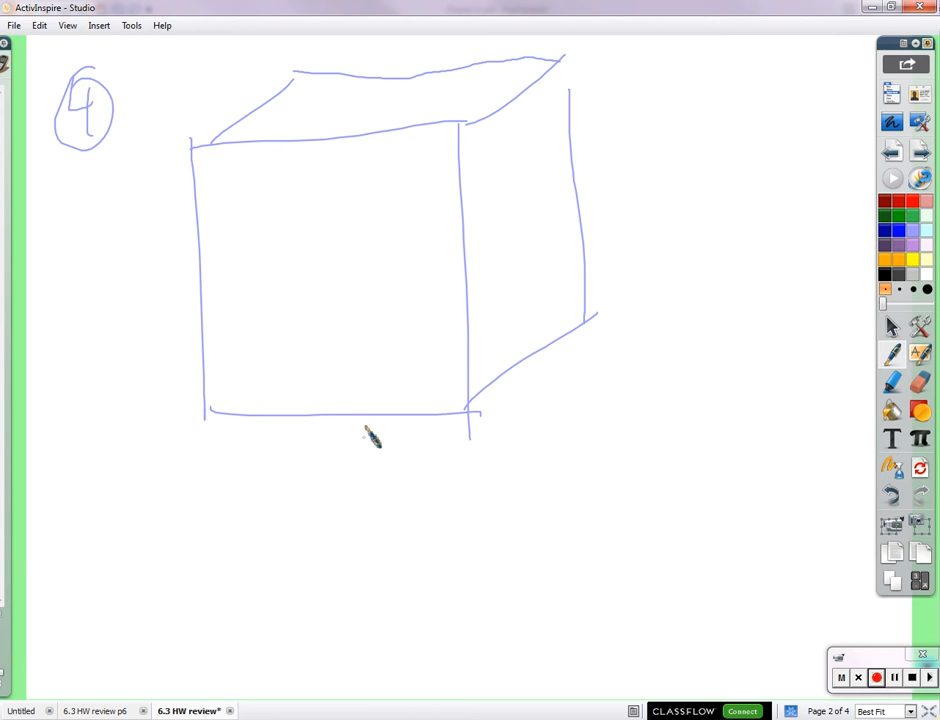 ActivInspire - Studio
File Edit View Insert Tools Help
4
M
Untitled
6.3 HW review p6
6.3 HW review*
CLASSFLOW
Connect
Page 2 of 4
Best Fit